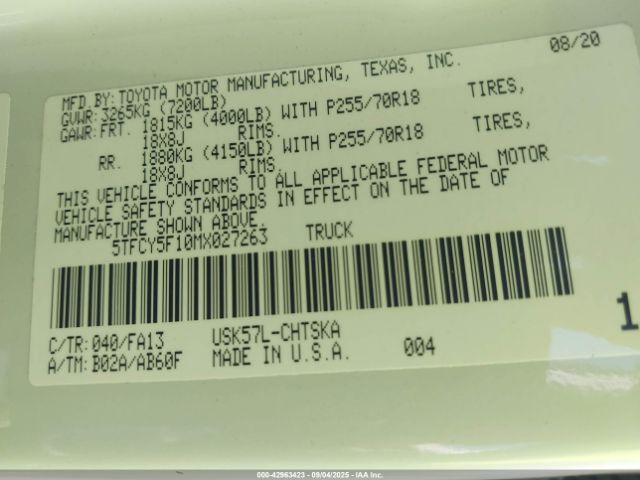 08/20
MFD.BY:TOYOTA MOTOR MANUFACTURING, TEXAS, INC.
GVWR:3265KG (7200LB)
GAWR:FRT. 1815KG (4000LB) WITH P255/70R18 TIRES,
18X8J RIMS.
RR. 1880KG (4150LB) WITH P255/70R18 TIRES,
18X8J RIMS.
THIS VEHICLE CONFORMS TO ALL APPLICABLE FEDERAL MOTOR
VEHICLE SAFETY STANDARDS IN EFFECT ON THE DATE OF
MANUFACTURE SHOWN ABOVE.
5TFCY5F10MX027263 TRUCK
C/TR:040/FA13 USK57L-CHTSKA
A/TM:B02A/AB60F MADE IN U.S.A. 004
1
000-42963423 - 09/04/2025 - IAA Inc.